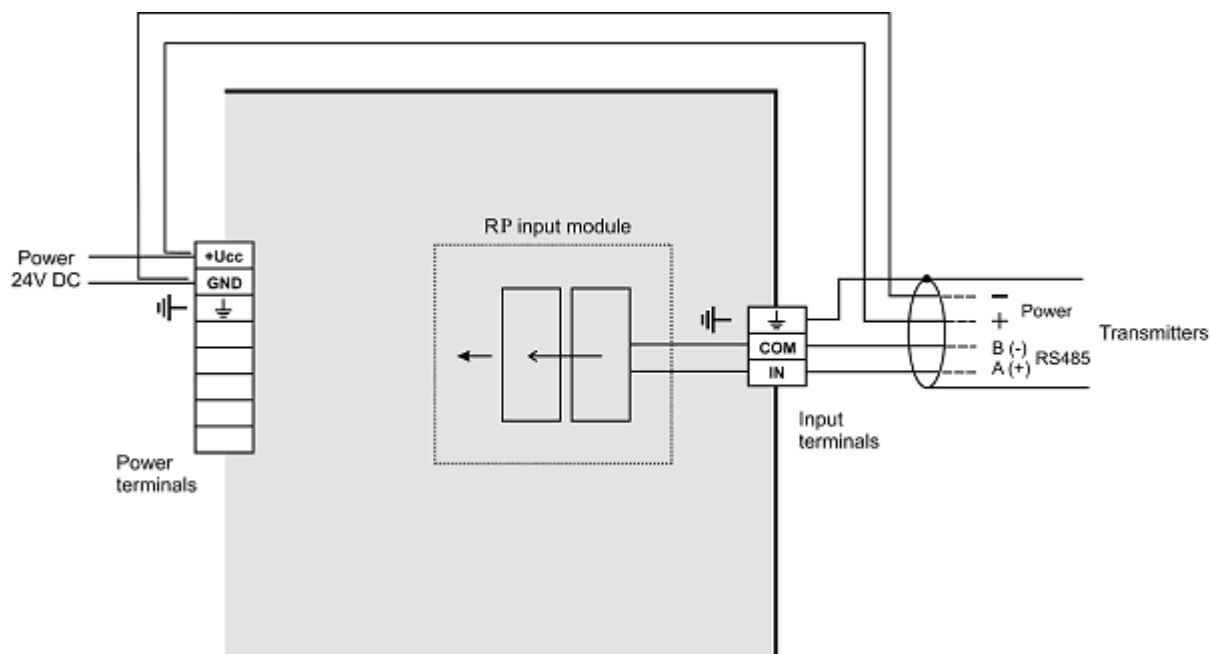 RP input module
Power
24V DC
+Ucc
GND
Power
terminals
COM
IN
Input
terminals
−
+
Power
B (-)
A (+)
RS485
Transmitters